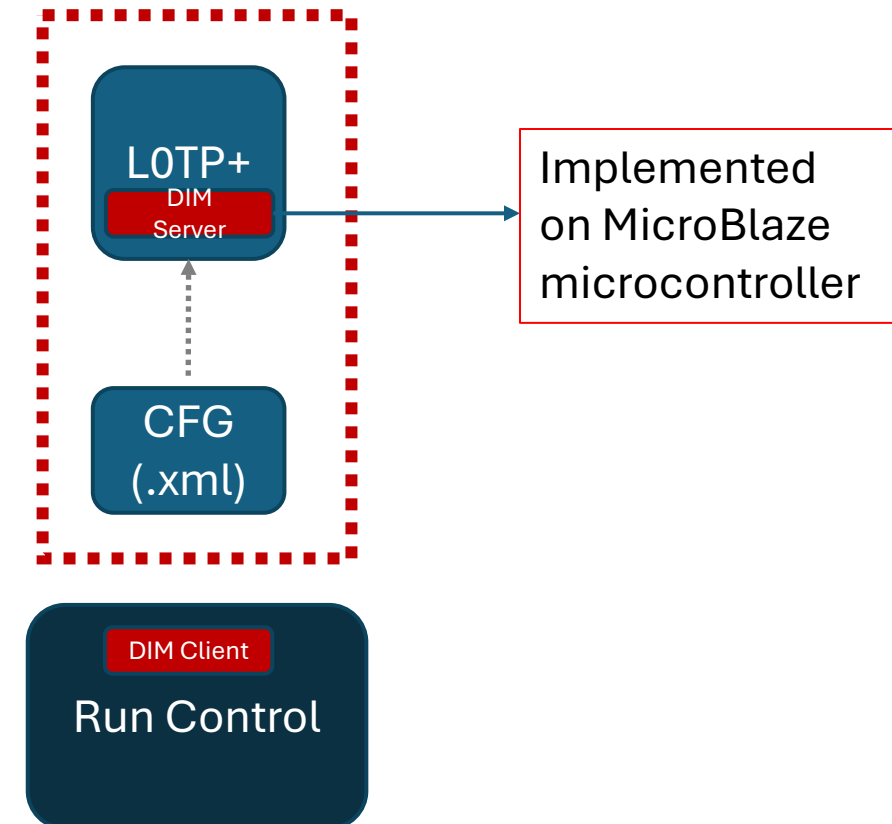 L0TP+
DIM
Server
Implemented
on MicroBlaze
microcontroller
CFG
(.xml)
DIM Client
Run Control